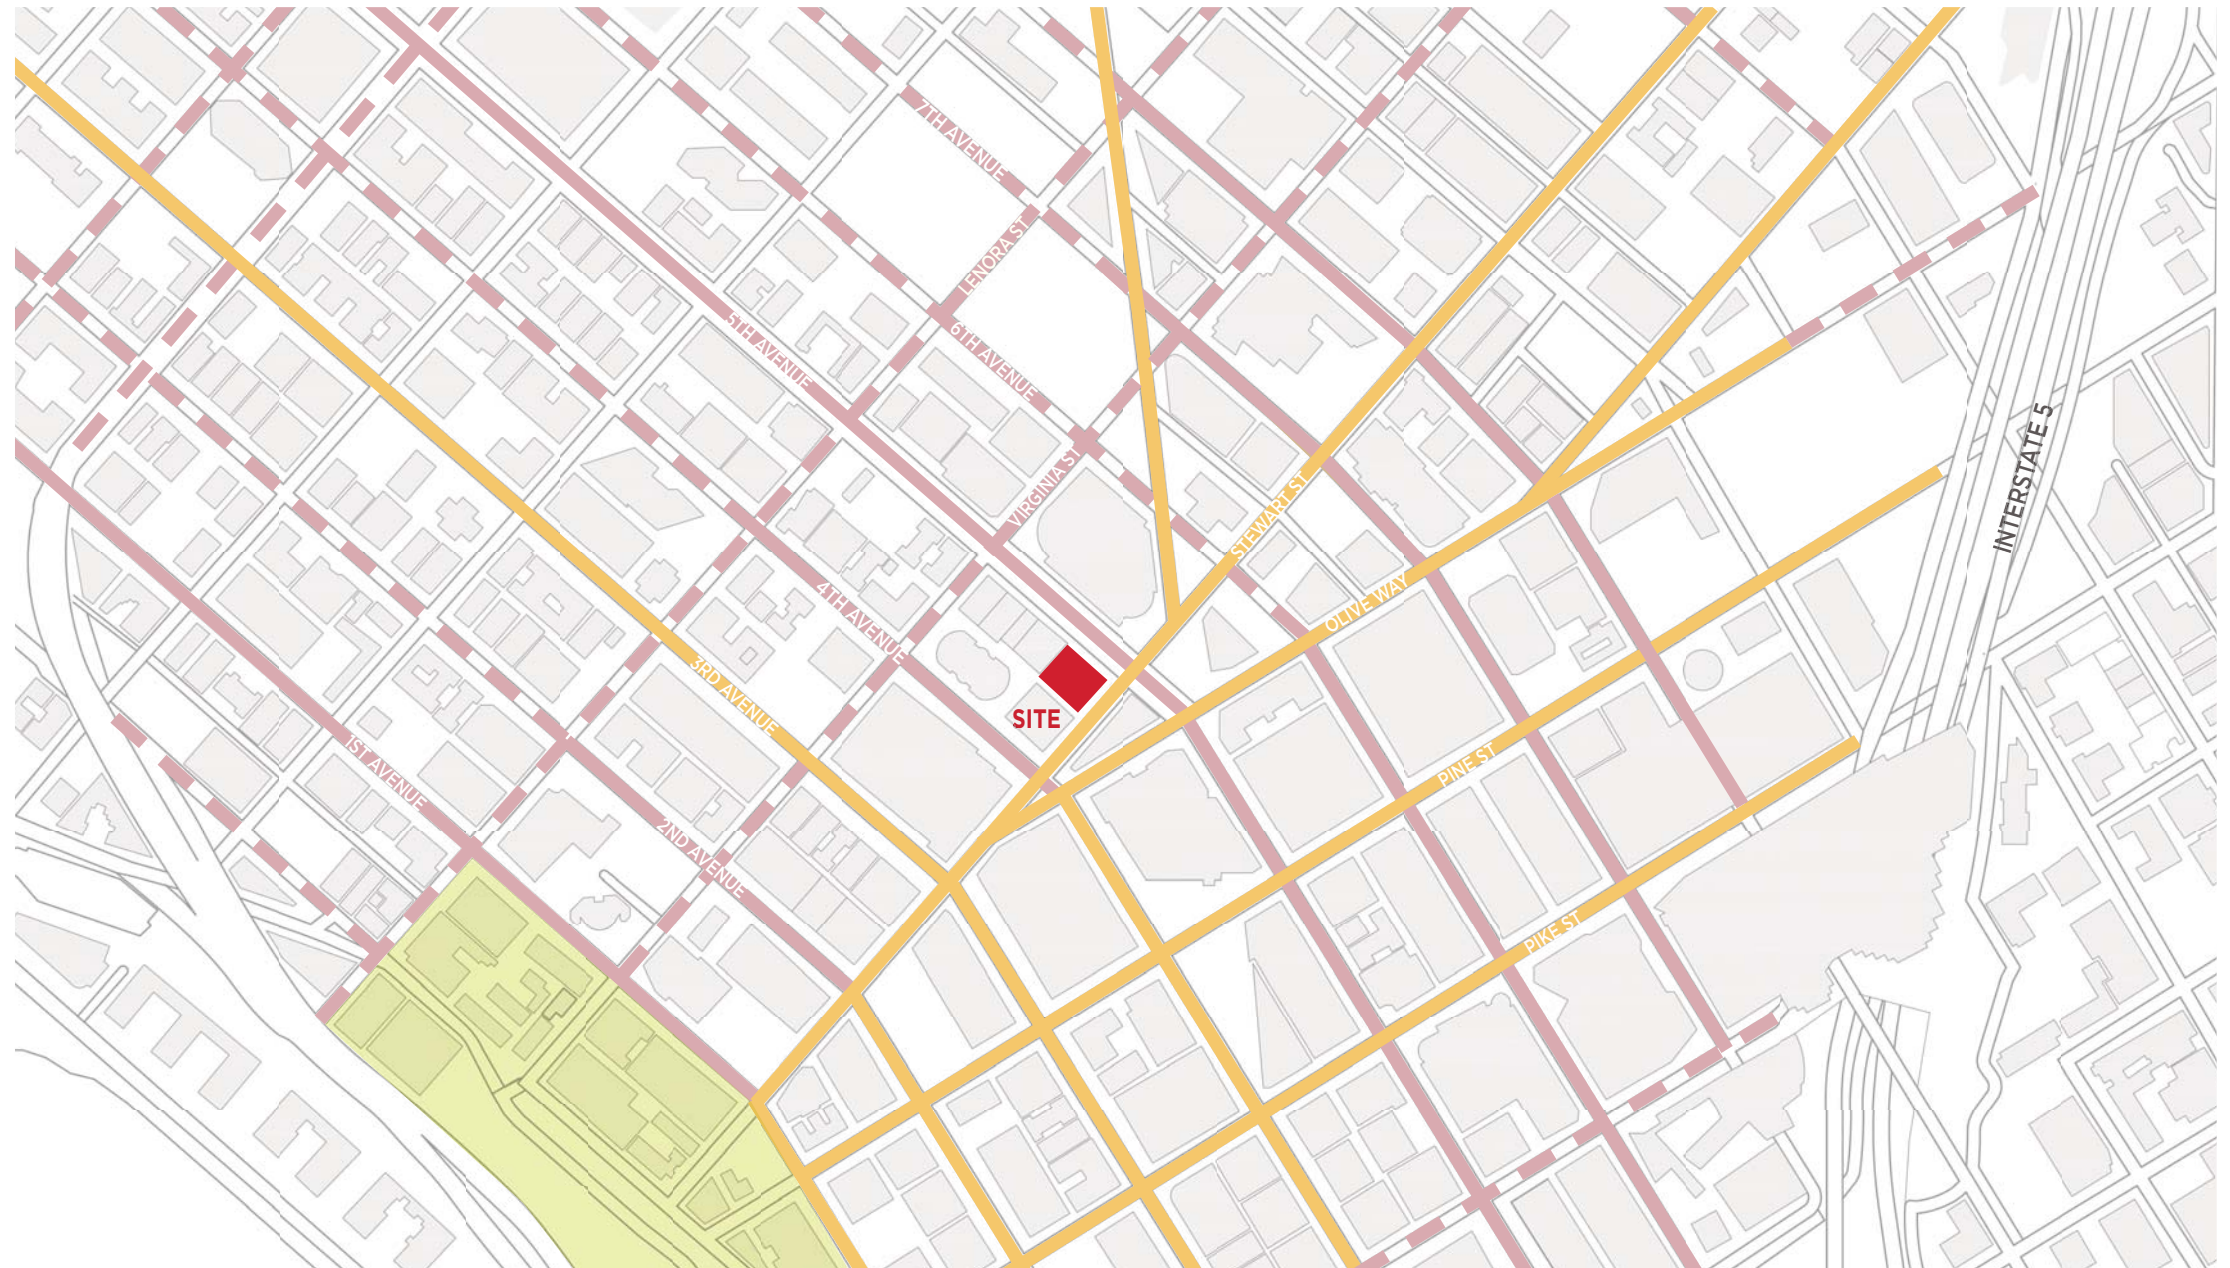 7TH AVENUE
LENORA ST
5TH AVENUE
6TH AVENUE
VIRGINIA ST
STEWART ST
INTERSTATE 5
4TH AVENUE
OLIVE WAY
3RD AVENUE
SITE
1ST AVENUE
PINE ST
2ND AVENUE
PIKE ST